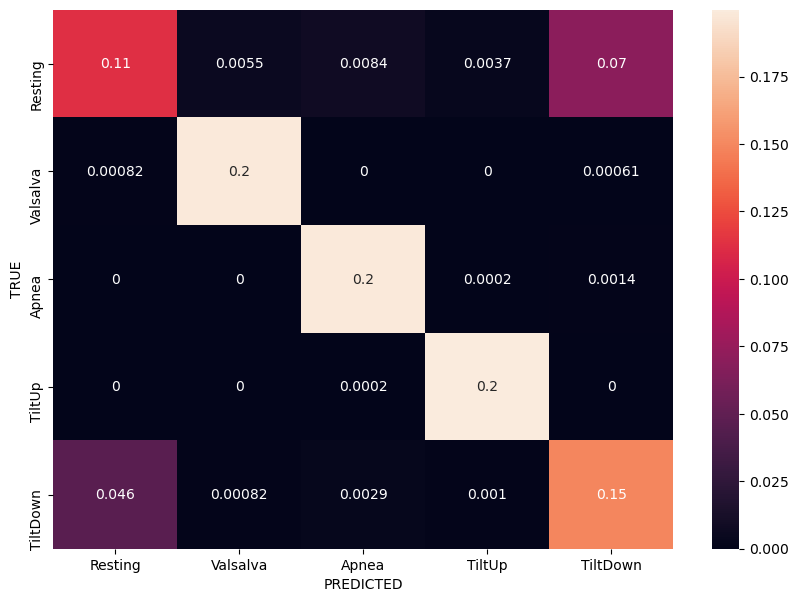 Resting 0.11 0.0055 0.0084 0.0037 0.07
Valsalva 0.00082 0.2 0 0 0.00061
Apnea 0 0 0.2 0.0002 0.0014
TiltUp 0 0 0.0002 0.2 0
TiltDown 0.046 0.00082 0.0029 0.001 0.15
TRUE
Resting Valsalva Apnea TiltUp TiltDown
PREDICTED
0.175
0.150
0.125
0.100
0.075
0.050
0.025
0.000